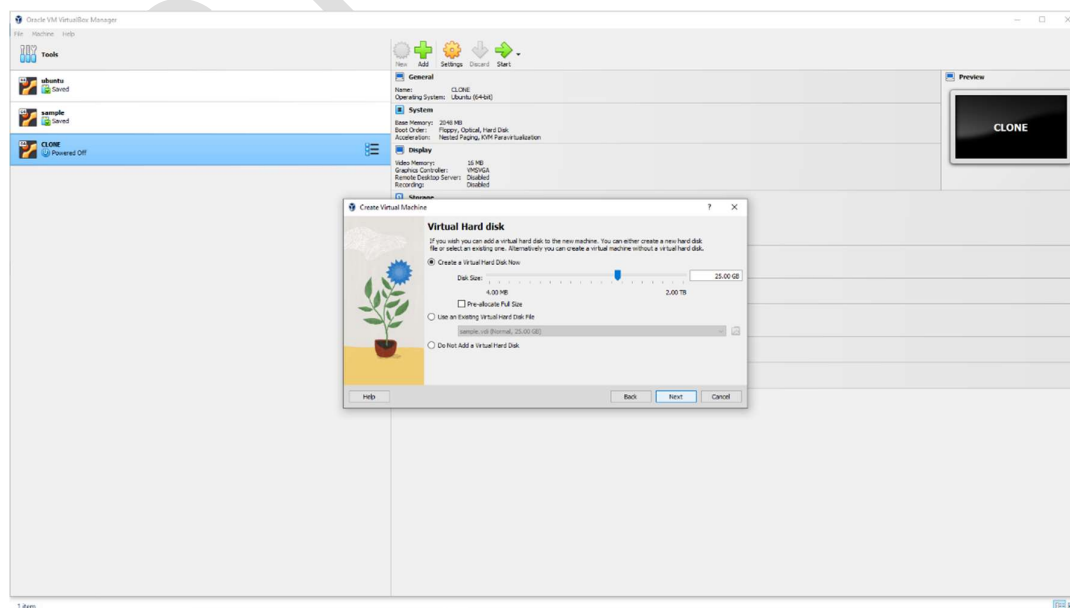 Oracle VM VirtualBox Manager
File Machine Help
Tools
New Add Settings Discard Start
ubuntu
Saved
sample
Saved
CLONE
Powered Off
General
Name: CLONE
Operating System: Ubuntu (64-bit)
System
Base Memory: 2048 MB
Boot Order: Floppy, Optical, Hard Disk
Acceleration: Nested Paging, KVM Paravirtualization
Display
Video Memory: 16 MB
Graphics Controller: VMSVGA
Remote Desktop Server: Disabled
Recording: Disabled
Storage
Preview
CLONE
Create Virtual Machine ? X
Virtual Hard disk
If you wish you can add a virtual hard disk to the new machine. You can either create a new hard disk
file or select an existing one. Alternatively you can create a virtual machine without a virtual hard disk.
Create a Virtual Hard Disk Now
Disk Size: 25.00 GB
4.00 MB 2.00 TB
Pre-allocate Full Size
Use an Existing Virtual Hard Disk File
sample.vdi (Normal, 25.00 GB)
Do Not Add a Virtual Hard Disk
Help Back Next Cancel
1 item